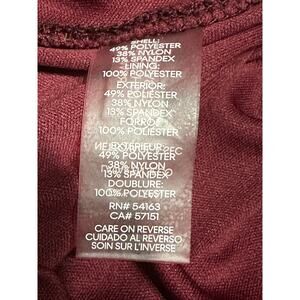 SHELL:
49% POLYESTER
38% NYLON
13% SPANDEX
LINING:
100% POLYESTER
EXTERIOR:
49% POLIESTER
38% NYLON
13% SPANDEX
FORRO:
100% POLIESTER
EXTÉRIEUR:
49% POLYESTER
38% NYLON
13% SPANDEX
DOUBLURE:
100% POLYESTER
RN# 54163
CA# 57151
CARE ON REVERSE
CUIDADO AL REVERSO
SOIN SUR L'INVERSE